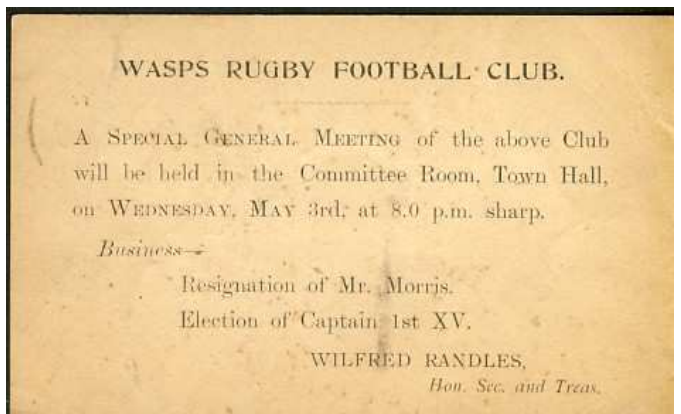 WASPS RUGBY FOOTBALL CLUB.
A SPECIAL GENERAL MEETING of the above Club
will be held in the Committee Room, Town Hall,
on WEDNESDAY, MAY 3rd, at 8.0 p.m. sharp.
Business—
Resignation of Mr. Morris.
Election of Captain 1st XV.
WILFRED RANDLES,
Hon. Sec. and Treas.